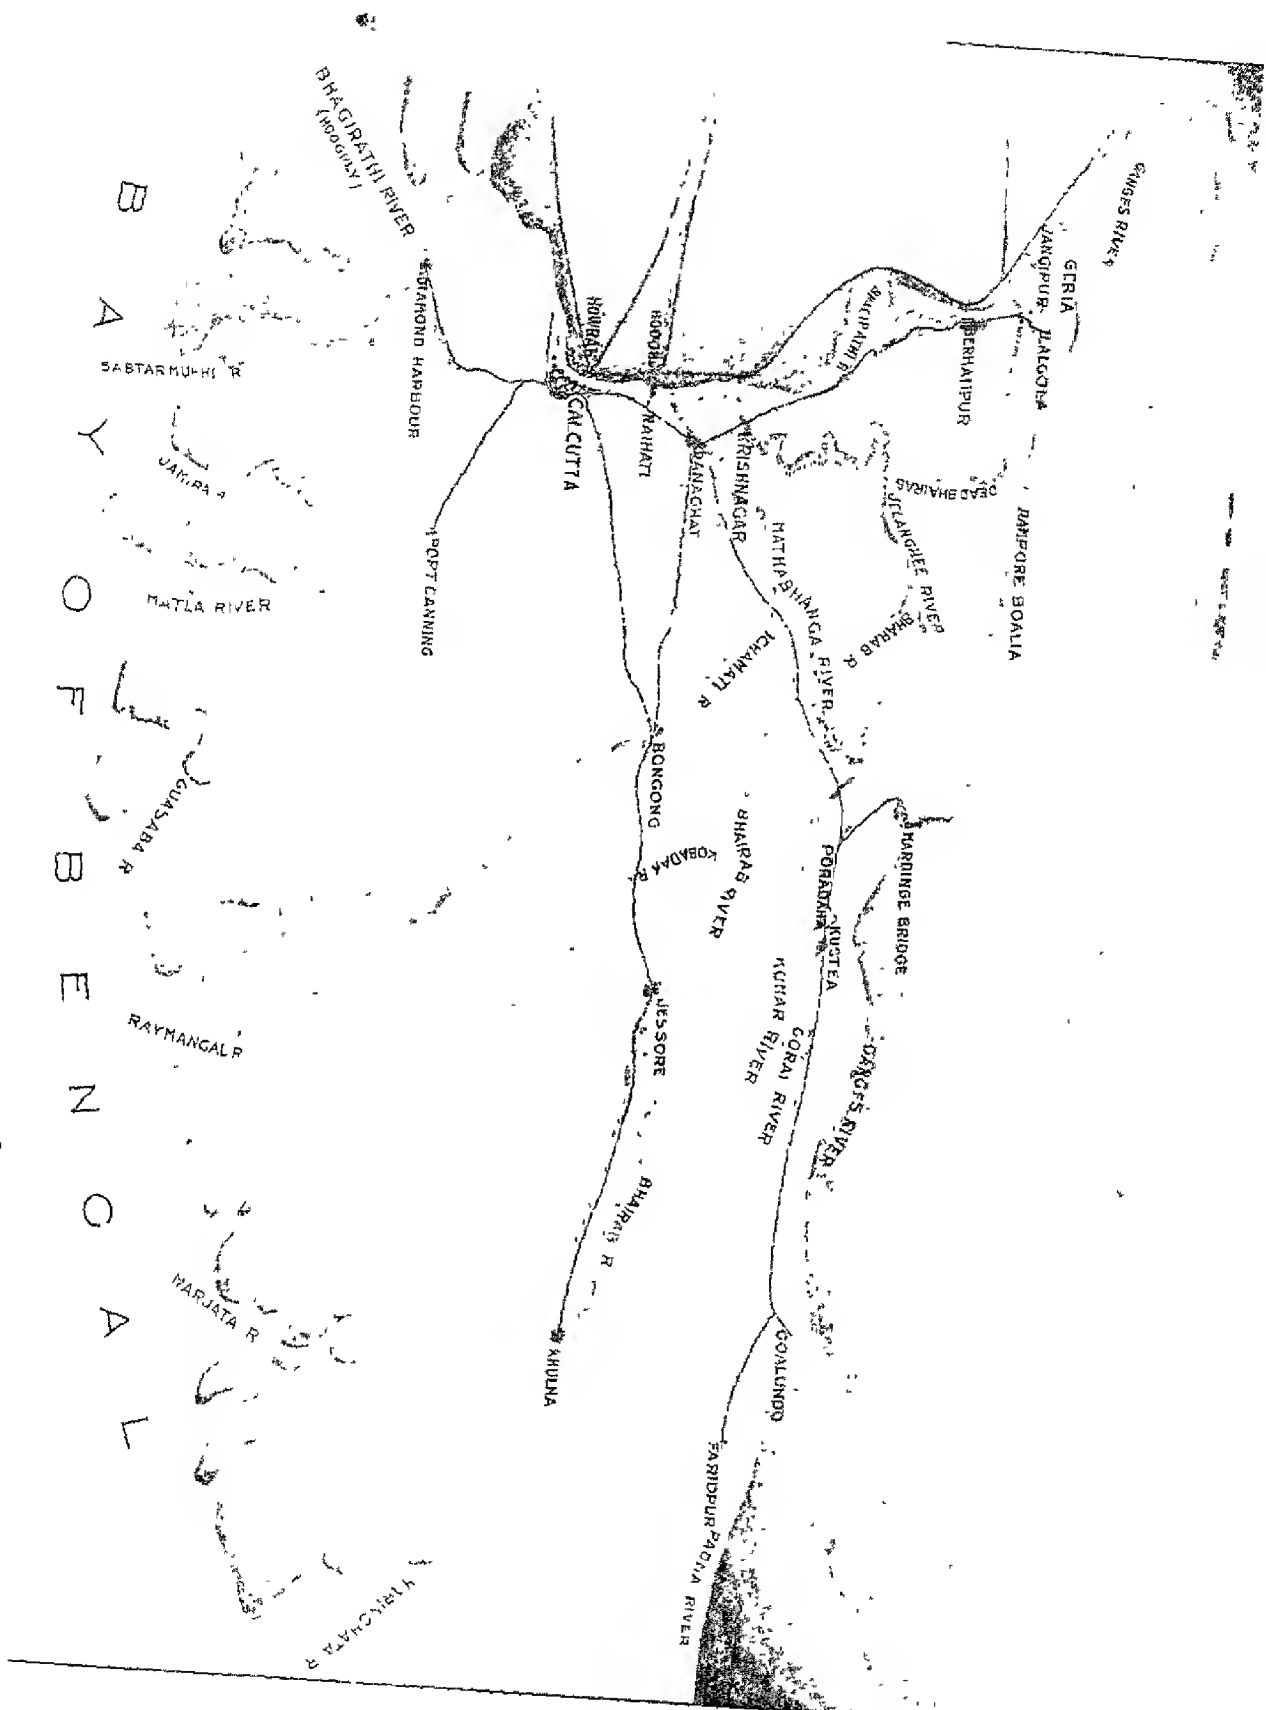 GANGES RIVER
GERIA
JANGIPUR
LALGOLA
BERHAMPUR
BHAGIRATHI R
DEAD BHAIRAB
RAMPORE BOALIA
JELANGHEE RIVER
BHAIRAB R
MATHABHANGA RIVER
ICHAMATI R
KRISHNAGAR
RANAGHAT
NAIHATI
HOWRAH
CALCUTTA
BHAGIRATHI RIVER
(HOOGHLY)
DIAMOND HARBOUR
PORT CANNING
BONGONG
KOBADAK R
BHAIRAB RIVER
PORADAHA
HARDINGE BRIDGE
KUSTEA
GORAI RIVER
KUMAR RIVER
GANGES RIVER
JESSORE
BHAIRAB R
KHULNA
GOALUNDO
FARIDPUR
PADMA RIVER
SABTARMUKHI R
JAMIRA R
MATLA RIVER
GUASABA R
RAYMANGAL R
MARJATA R
BAY OF BENGAL